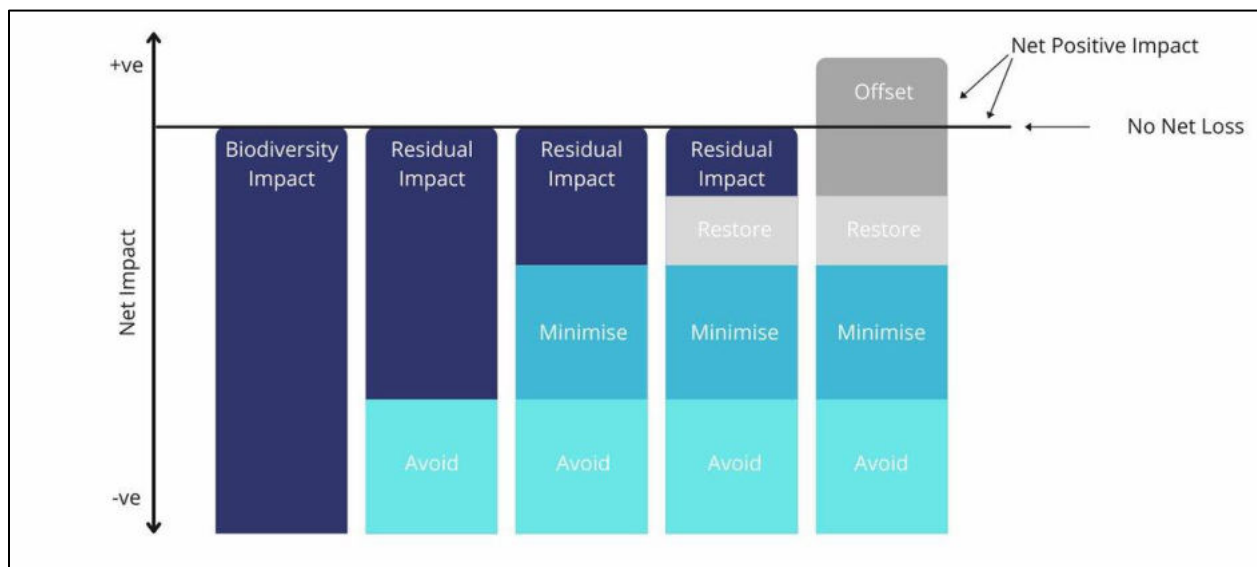 +ve
Net Impact
-ve
Biodiversity
Impact
Residual
Impact
Avoid
Residual
Impact
Minimise
Avoid
Residual
Impact
Restore
Minimise
Avoid
Offset
Restore
Minimise
Avoid
Net Positive Impact
No Net Loss